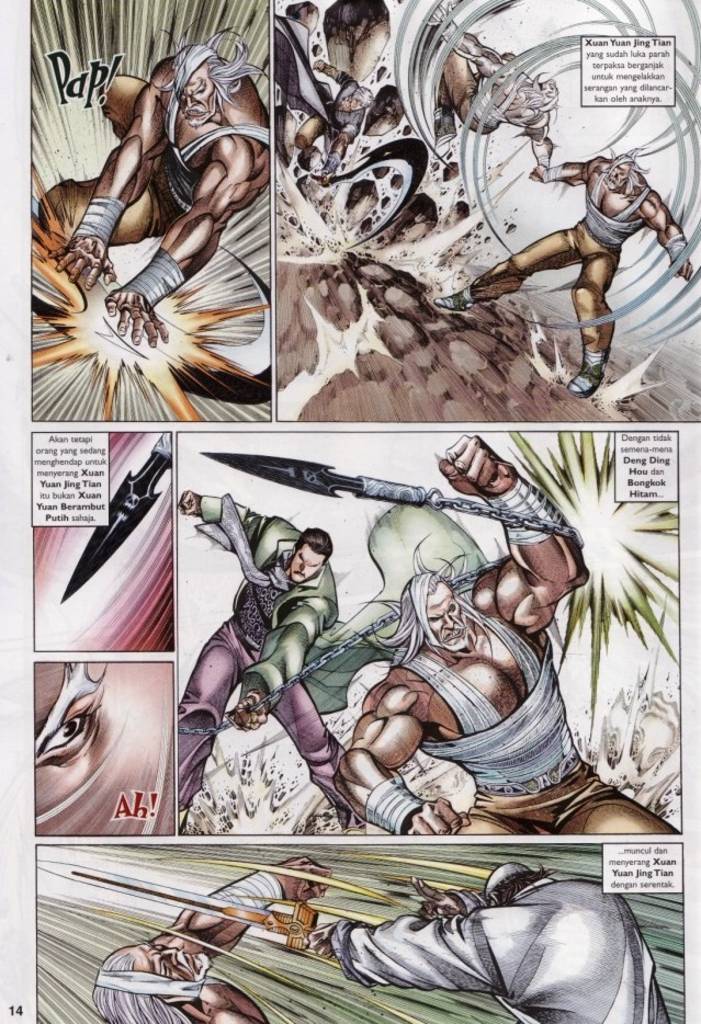 Pap!
Xuan Yuan Jing Tian
yang sudah luka parah
terpaksa berganjak
untuk mengelakkan
serangan yang dilancar-
kan oleh anaknya.
Akan tetapi
orang yang sedang
menghendap untuk
menyerang Xuan
Yuan Jing Tian
itu bukan Xuan
Yuan Berambut
Putih sahaja.
Ah!
Dengan tidak
semena-mena
Deng Ding
Hou dan
Bongkok
Hitam...
...muncul dan
menyerang Xuan
Yuan Jing Tian
dengan serentak.
14